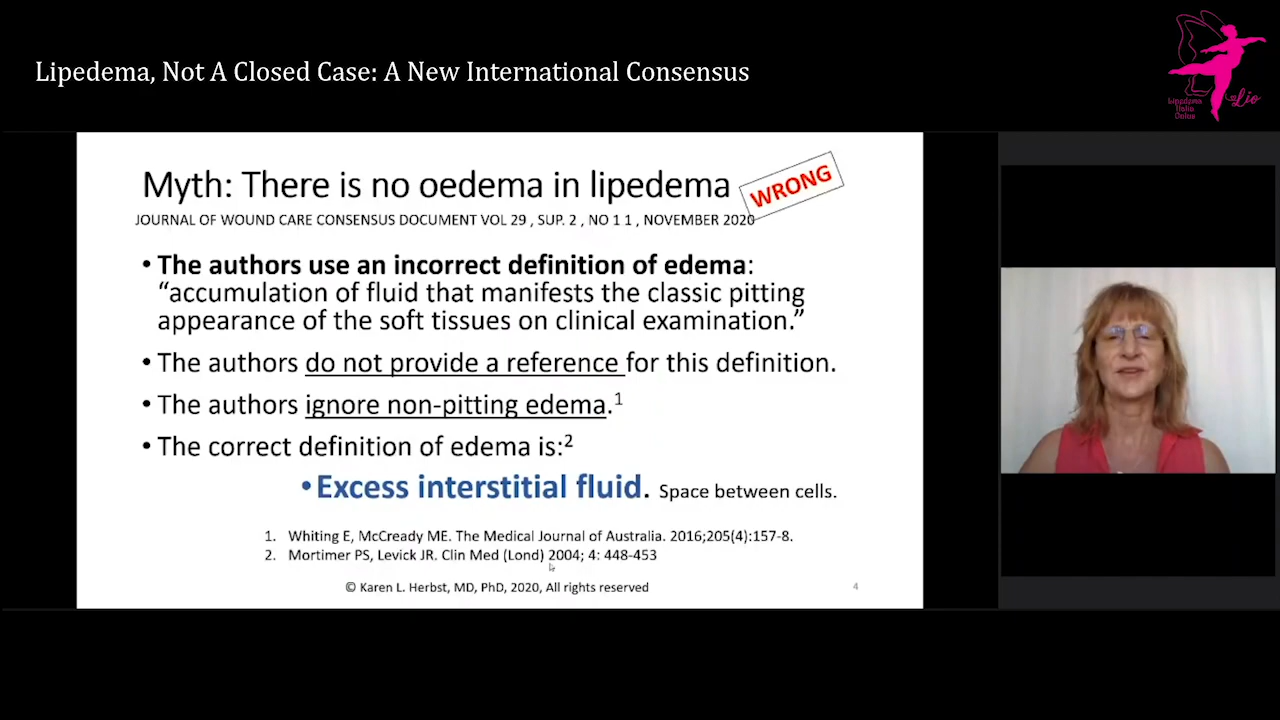 Lipedema, Not A Closed Case: A New International Consensus
Lipedema
Italia
Onlus
Lio
Myth: There is no oedema in lipedema
WRONG
JOURNAL OF WOUND CARE CONSENSUS DOCUMENT VOL 29 , SUP. 2 , NO 1 1 , NOVEMBER 2020
• The authors use an incorrect definition of edema:
“accumulation of fluid that manifests the classic pitting
appearance of the soft tissues on clinical examination.”
• The authors do not provide a reference for this definition.
• The authors ignore non-pitting edema.1
• The correct definition of edema is:2
•Excess interstitial fluid. Space between cells.
1. Whiting E, McCready ME. The Medical Journal of Australia. 2016;205(4):157-8.
2. Mortimer PS, Levick JR. Clin Med (Lond) 2004; 4: 448-453
© Karen L. Herbst, MD, PhD, 2020, All rights reserved
4